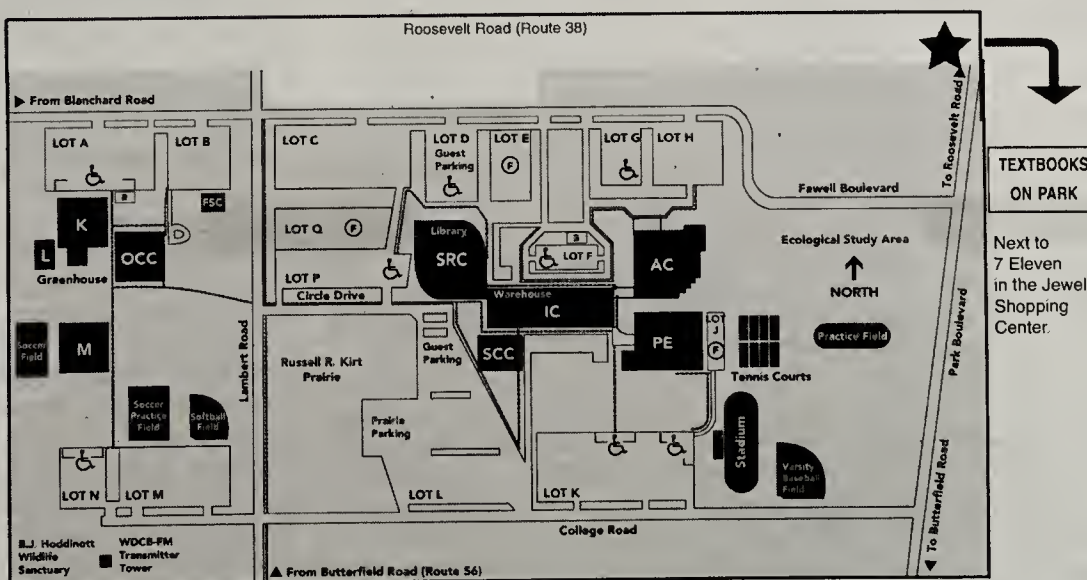 Roosevelt Road (Route 38)
From Blanchard Road
LOT A
LOT B
LOT C
LOT D
Guest
Parking
LOT E
F
LOT G
LOT H
To Roosevelt Road
TEXTBOOKS
ON PARK
Fawell Boulevard
K
FSC
LOT Q
F
Library
SRC
LOT F
AC
Ecological Study Area
NORTH
Next to
7 Eleven
in the Jewel
Shopping
Center.
L
Greenhouse
OCC
LOT P
Circle Drive
Warehouse
IC
Soccer
Field
M
Lambert Road
Guest
Parking
SCC
PE
LOT
J
F
Tennis Courts
Practice Field
Park Boulevard
Russell R. Kirt
Prairie
Soccer
Practice
Field
Softball
Field
Prairie
Parking
Stadium
Varsity
Baseball
Field
LOT N
LOT M
LOT L
LOT K
College Road
To Butterfield Road
B.J. Hoddinott
Wildlife
Sanctuary
WDCB-FM
Transmitter
Tower
From Butterfield Road (Route 56)